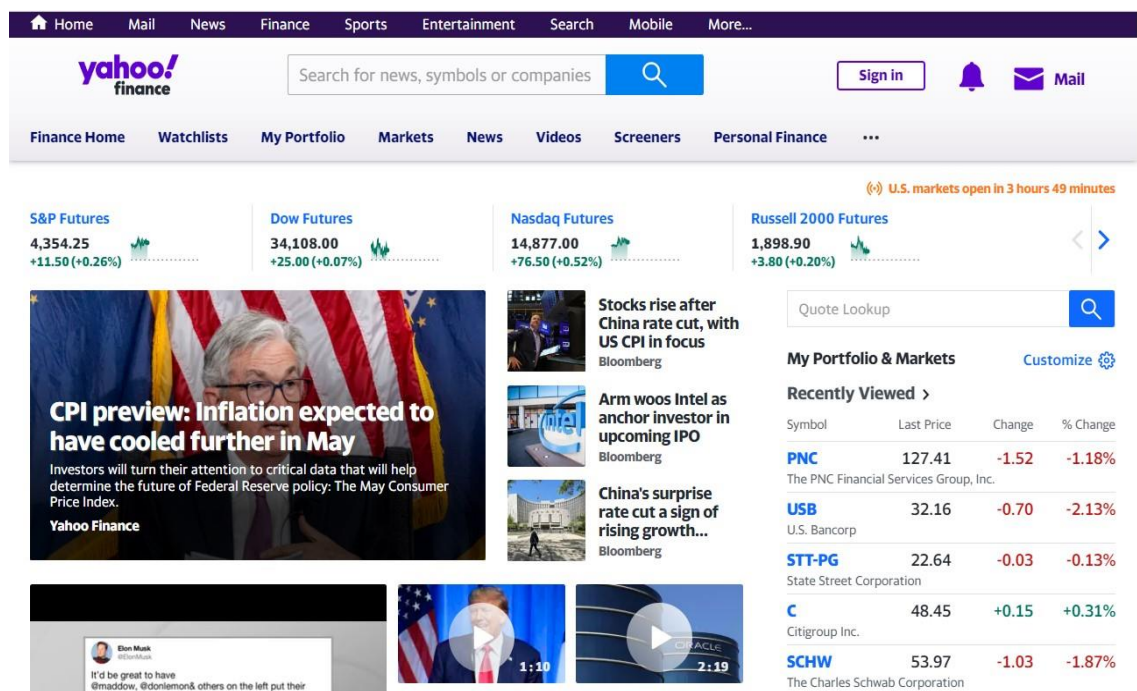 Home Mail News Finance Sports Entertainment Search Mobile More...
yahoo!
finance
Search for news, symbols or companies
Sign in
Mail
Finance Home Watchlists My Portfolio Markets News Videos Screeners Personal Finance ...
U.S. markets open in 3 hours 49 minutes
S&P Futures
4,354.25
+11.50 (+0.26%)
Dow Futures
34,108.00
+25.00 (+0.07%)
Nasdaq Futures
14,877.00
+76.50 (+0.52%)
Russell 2000 Futures
1,898.90
+3.80 (+0.20%)
CPI preview: Inflation expected to
have cooled further in May
Investors will turn their attention to critical data that will help
determine the future of Federal Reserve policy: The May Consumer
Price Index.
Yahoo Finance
Stocks rise after
China rate cut, with
US CPI in focus
Bloomberg
intel
Arm woos Intel as
anchor investor in
upcoming IPO
Bloomberg
China's surprise
rate cut a sign of
rising growth...
Bloomberg
Quote Lookup
My Portfolio & Markets Customize
Recently Viewed >
Symbol Last Price Change % Change
PNC 127.41 -1.52 -1.18%
The PNC Financial Services Group, Inc.
USB 32.16 -0.70 -2.13%
U.S. Bancorp
STT-PG 22.64 -0.03 -0.13%
State Street Corporation
C 48.45 +0.15 +0.31%
Citigroup Inc.
SCHW 53.97 -1.03 -1.87%
The Charles Schwab Corporation
Elon Musk
@ElonMusk
It'd be great to have
@maddow, @donlemon& others on the left put their
1:10
ORACLE
2:19